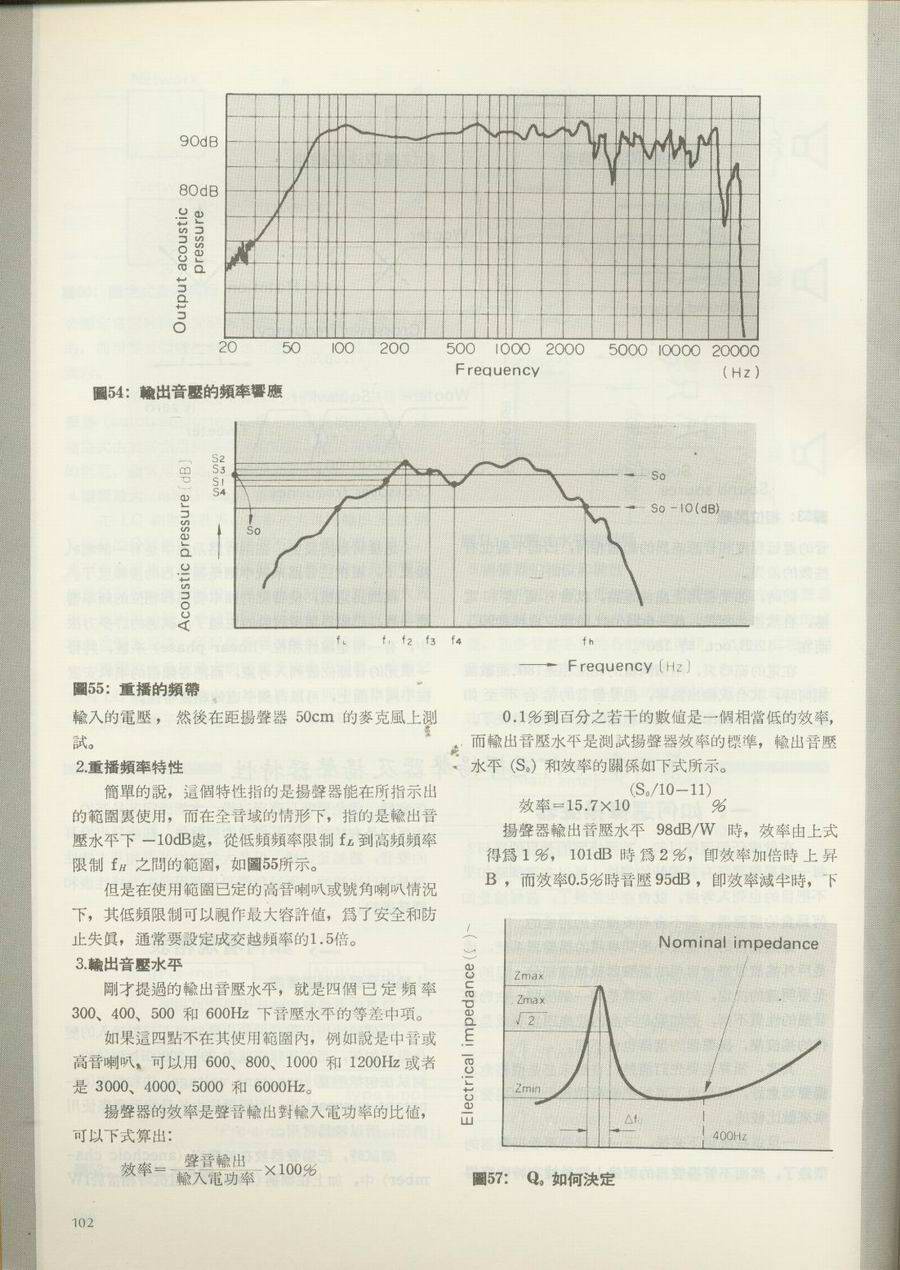 90dB
80dB
Output acoustic
pressure
20 50 100 200 500 1000 2000 5000 10000 20000
Frequency (Hz)
圖54：輸出音壓的頻率響應
S2
S3
S1
S4
So
So
So -10(dB)
Acoustic pressure (dB)
f₁ f2 f3 f4 fh
Frequency (Hz)
圖55：重播的頻帶
輸入的電壓，然後在距揚聲器 50cm 的麥克風上測
試。
2.重播頻率特性
簡單的說，這個特性指的是揚聲器能在所指示出
的範圍裏使用，而在全音域的情形下，指的是輸出音
壓水平下 －10dB處，從低頻頻率限制 fL 到高頻頻率
限制 fH 之間的範圍，如圖55所示。
但是在使用範圍已定的高音喇叭或號角喇叭情況
下，其低頻限制可以視作最大容許値，爲了安全和防
止失眞，通常要設定成交越頻率的1.5倍。
3.輸出音壓水平
剛才提過的輸出音壓水平，就是四個已定頻率
300、400、500 和 600Hz 下音壓水平的等差中項。
如果這四點不在其使用範圍內，例如說是中音或
高音喇叭，可以用 600、800、1000 和 1200Hz 或者
是 3000、4000、5000 和 6000Hz。
揚聲器的效率是聲音輸出對輸入電功率的比値，
可以下式算出：
效率＝聲音輸出／輸入電功率×100%
0.1%到百分之若干的數値是一個相當低的效率，
而輸出音壓水平是測試揚聲器效率的標準，輸出音壓
水平 (S₀) 和效率的關係如下式所示。
(S₀/10－11)
效率＝15.7×10 %
揚聲器輸出音壓水平 98dB/W 時，效率由上式
得爲 1 %，101dB 時爲 2 %，卽效率加倍時上昇
B，而效率0.5%時音壓 95dB，卽效率減半時，下
Nominal impedance
Zmax
Zmax
√2
Zmin
Electrical impedance
400Hz
圖57： Q₀ 如何決定
102